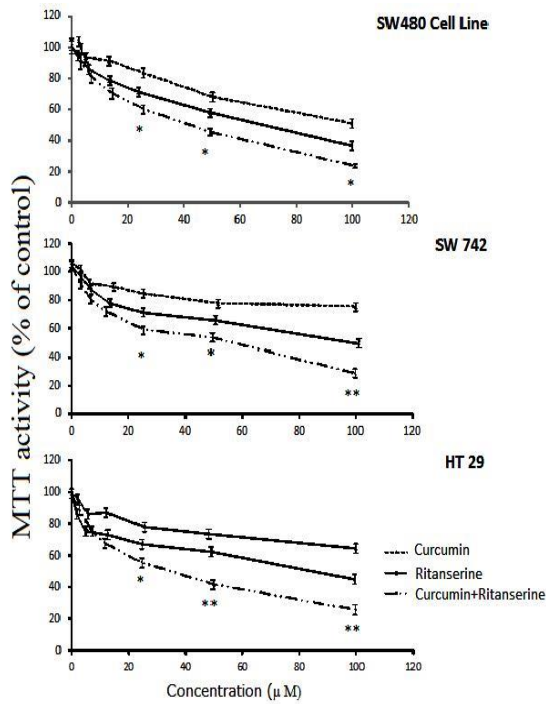 SW480 Cell Line
120
100
80
60
40
20
0
0 20 40 60 80 100 120
* * *
SW 742
120
100
80
60
40
20
0
0 20 40 60 80 100 120
* * **
HT 29
120
100
80
60
40
20
0
0 20 40 60 80 100 120
* ** **
MTT activity (% of control)
Curcumin
Ritanserine
Curcumin+Ritanserine
Concentration (µM)